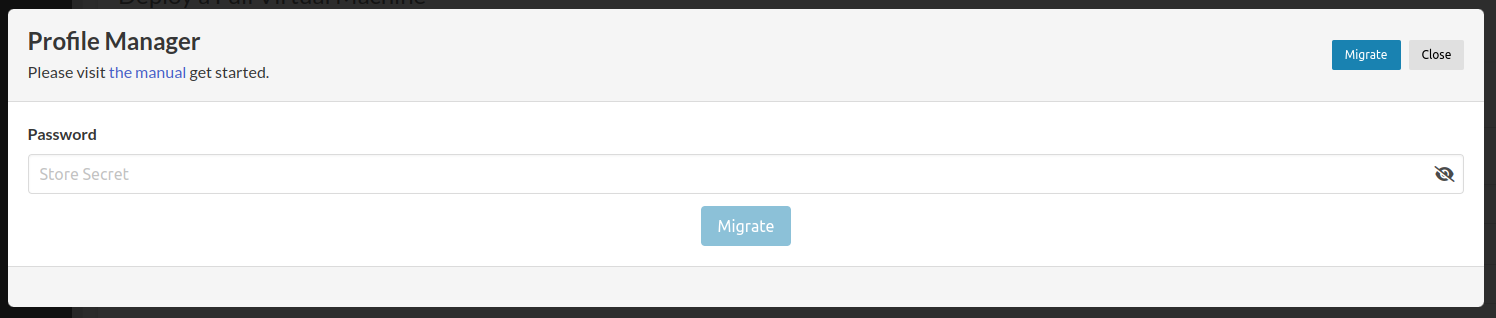 Deploy a Full Virtual Machine
Profile Manager
Please visit the manual get started.
Migrate
Close
Password
Store Secret
Migrate